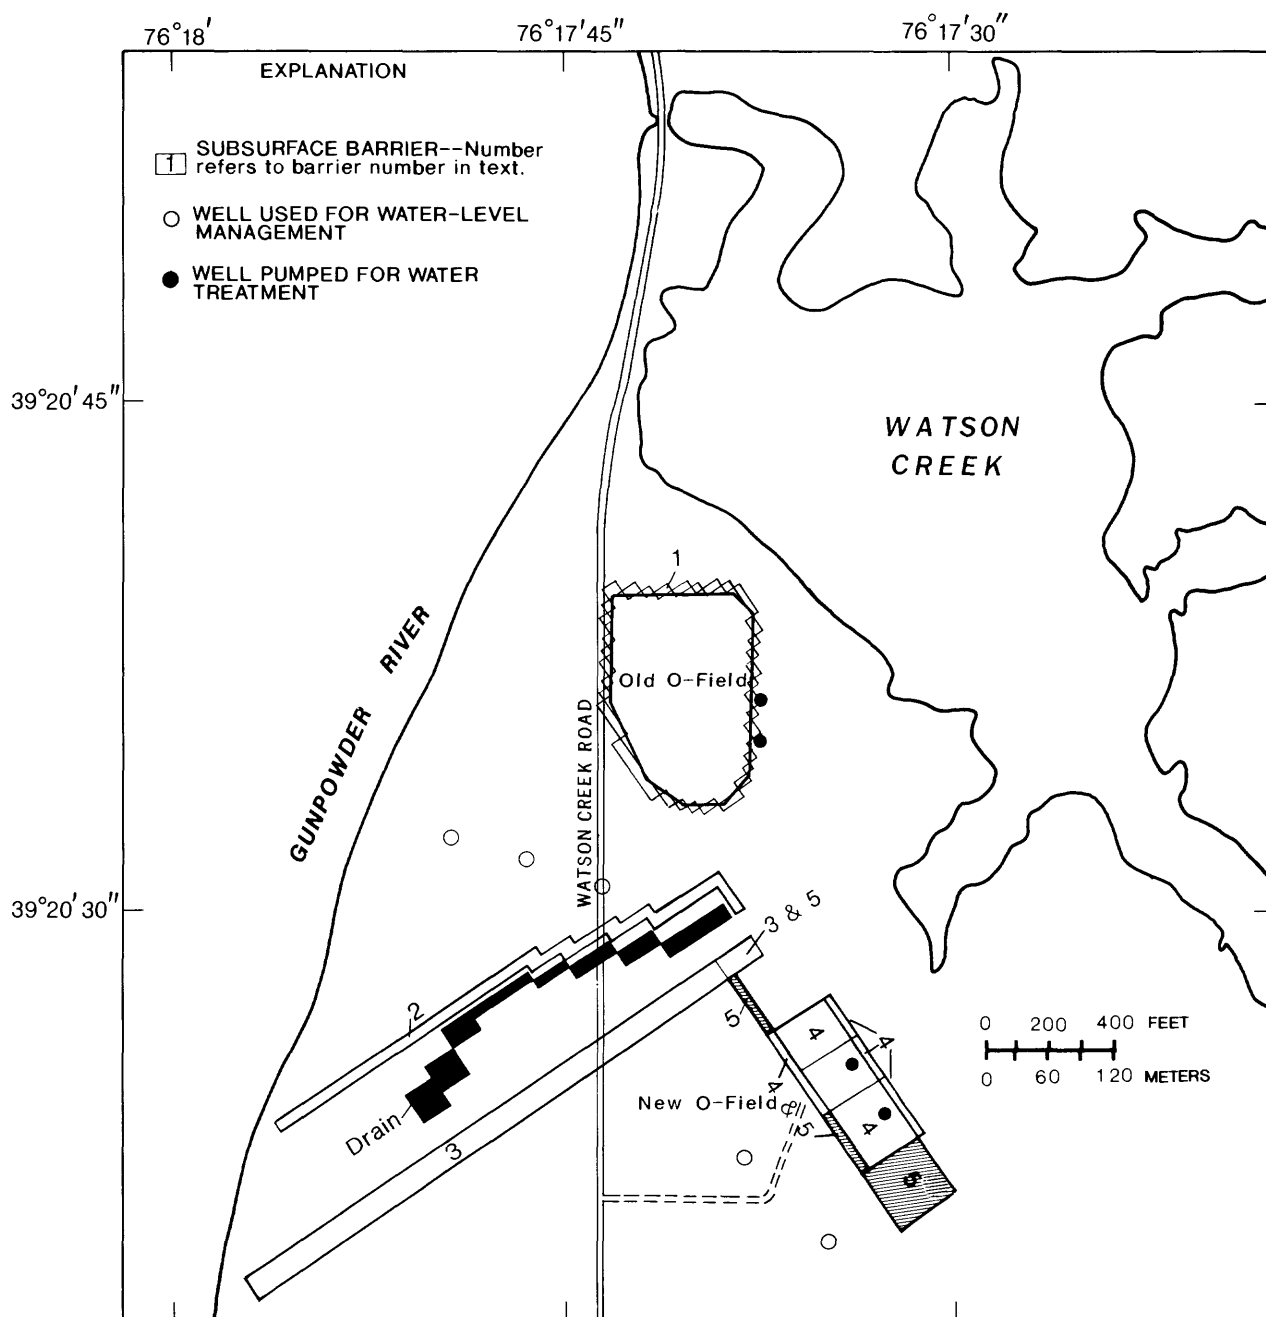 76°18'
76°17'45"
76°17'30"
EXPLANATION
1
SUBSURFACE BARRIER--Number
refers to barrier number in text.
WELL USED FOR WATER-LEVEL
MANAGEMENT
WELL PUMPED FOR WATER
TREATMENT
39°20'45"
WATSON
CREEK
1
GUNPOWDER RIVER
Old O-Field
WATSON CREEK ROAD
39°20'30"
3 & 5
2
5
4
4
0 200 400 FEET
0 60 120 METERS
Drain
3
New O-Field
4 & 5
4